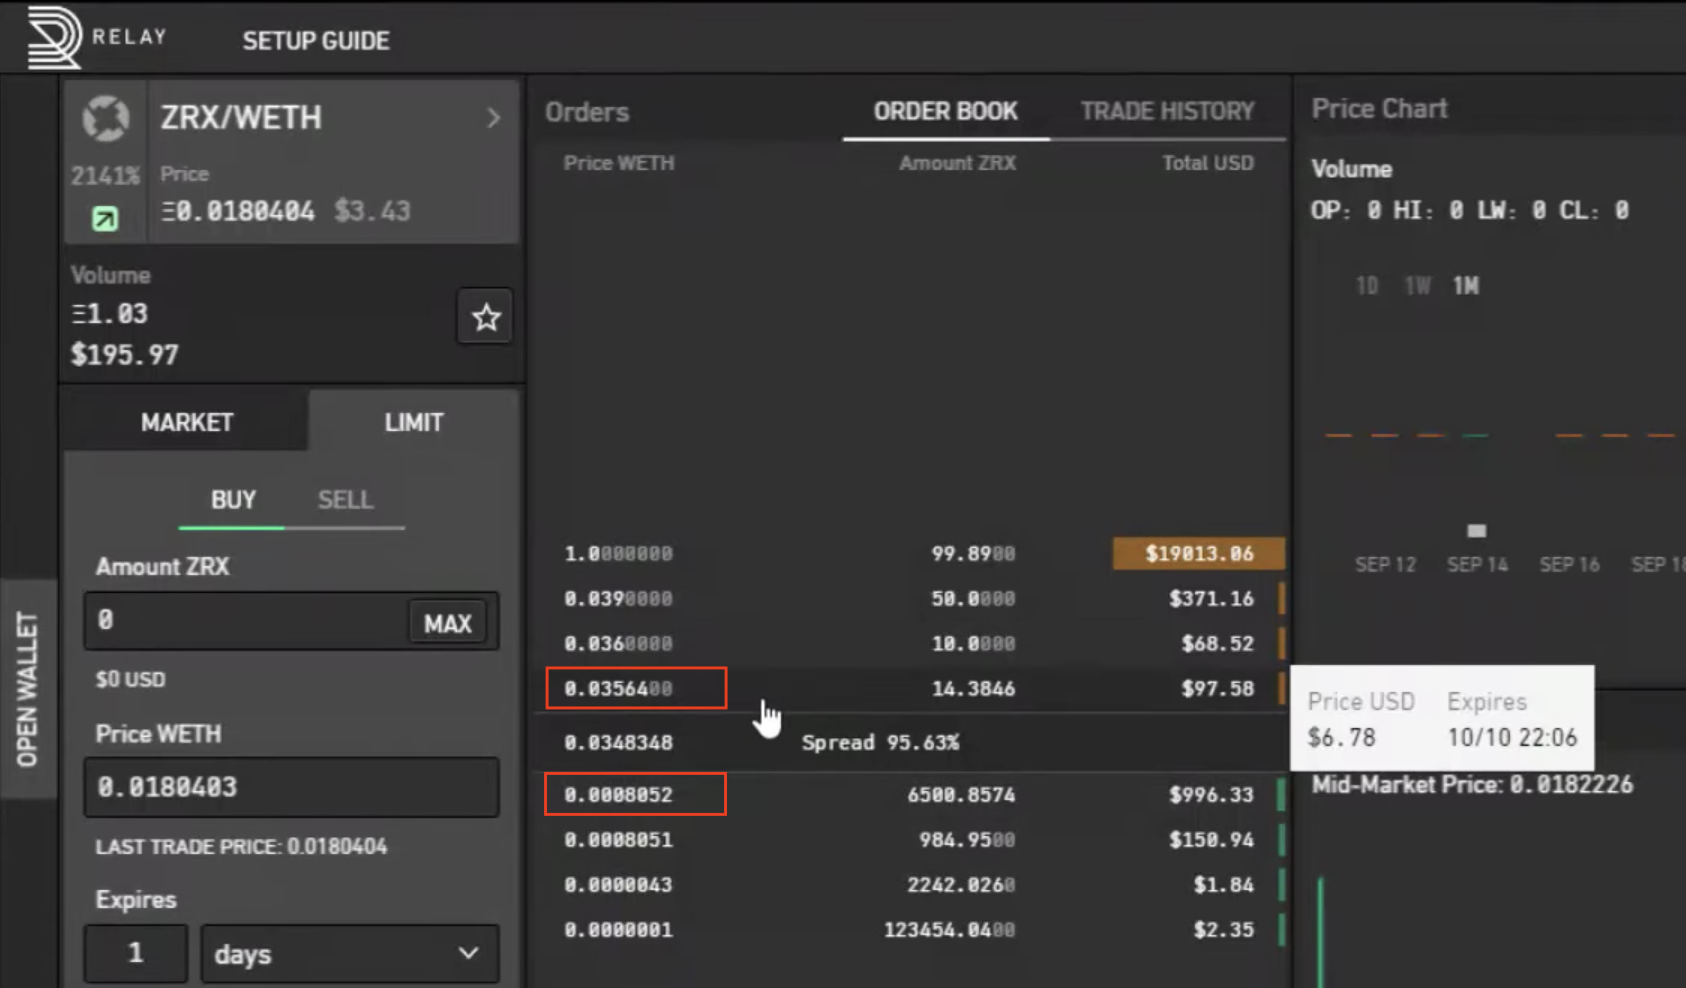 RELAY
SETUP GUIDE
ZRX/WETH
2141%
Price
Ξ0.0180404 $3.43
Volume
Ξ1.03
$195.97
MARKET
LIMIT
BUY
SELL
Amount ZRX
0
MAX
$0 USD
Price WETH
0.0180403
LAST TRADE PRICE: 0.0180404
Expires
1
days
OPEN WALLET
Orders
ORDER BOOK
TRADE HISTORY
Price WETH Amount ZRX Total USD
1.0000000 99.8900 $19013.06
0.0390000 50.0000 $371.16
0.0360000 10.0000 $68.52
0.0356400 14.3846 $97.58
0.0348348 Spread 95.63%
0.0008052 6500.8574 $996.33
0.0008051 984.9500 $150.94
0.0000043 2242.0260 $1.84
0.0000001 123454.0400 $2.35
Price Chart
Volume
OP: 0 HI: 0 LW: 0 CL: 0
1D 1W 1M
SEP 12 SEP 14 SEP 16 SEP 18
Price USD Expires
$6.78 10/10 22:06
Mid-Market Price: 0.0182226